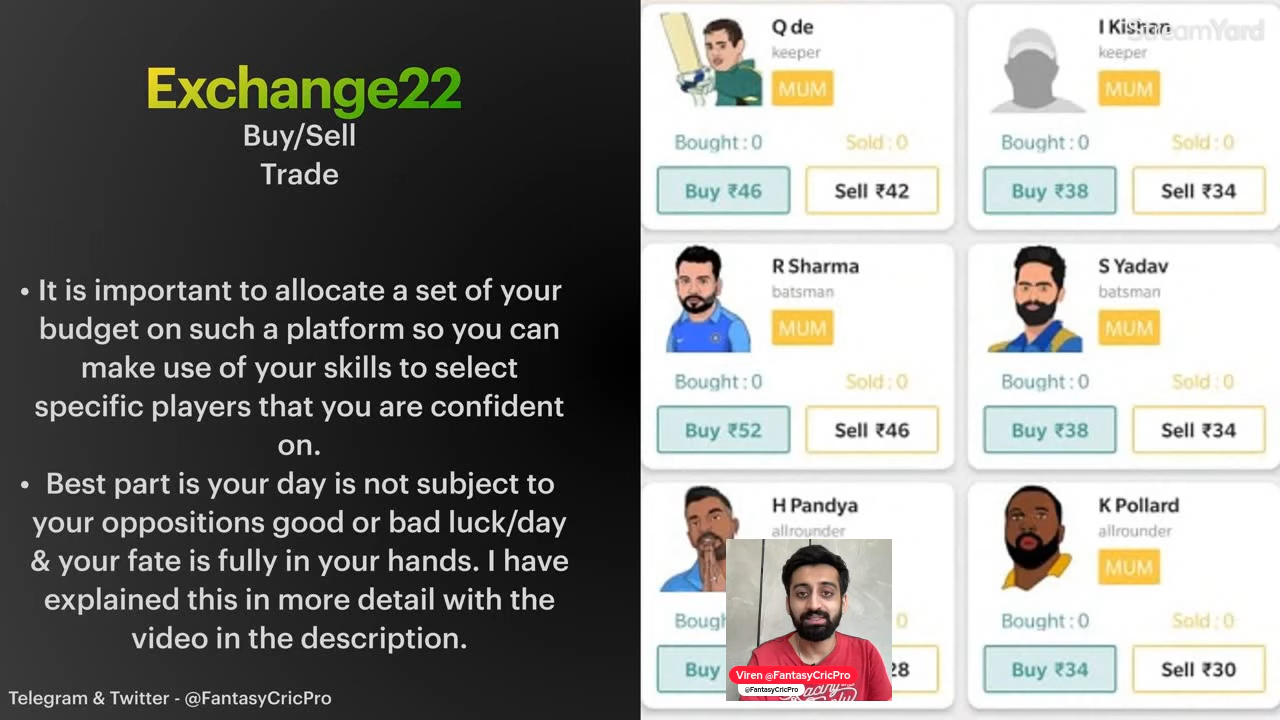 Exchange22
Buy/Sell
Trade
• It is important to allocate a set of your
budget on such a platform so you can
make use of your skills to select
specific players that you are confident
on.
• Best part is your day is not subject to
your oppositions good or bad luck/day
& your fate is fully in your hands. I have
explained this in more detail with the
video in the description.
Telegram & Twitter - @FantasyCricPro
StreamYard
Q de
keeper
MUM
Bought : 0
Sold : 0
Buy ₹46
Sell ₹42
I Kishan
keeper
MUM
Bought : 0
Sold : 0
Buy ₹38
Sell ₹34
R Sharma
batsman
MUM
Bought : 0
Sold : 0
Buy ₹52
Sell ₹46
S Yadav
batsman
MUM
Bought : 0
Sold : 0
Buy ₹38
Sell ₹34
H Pandya
allrounder
0
Buy
28
K Pollard
allrounder
MUM
Bought : 0
Sold : 0
Buy ₹34
Sell ₹30
Viren @FantasyCricPro
@FantasyCricPro